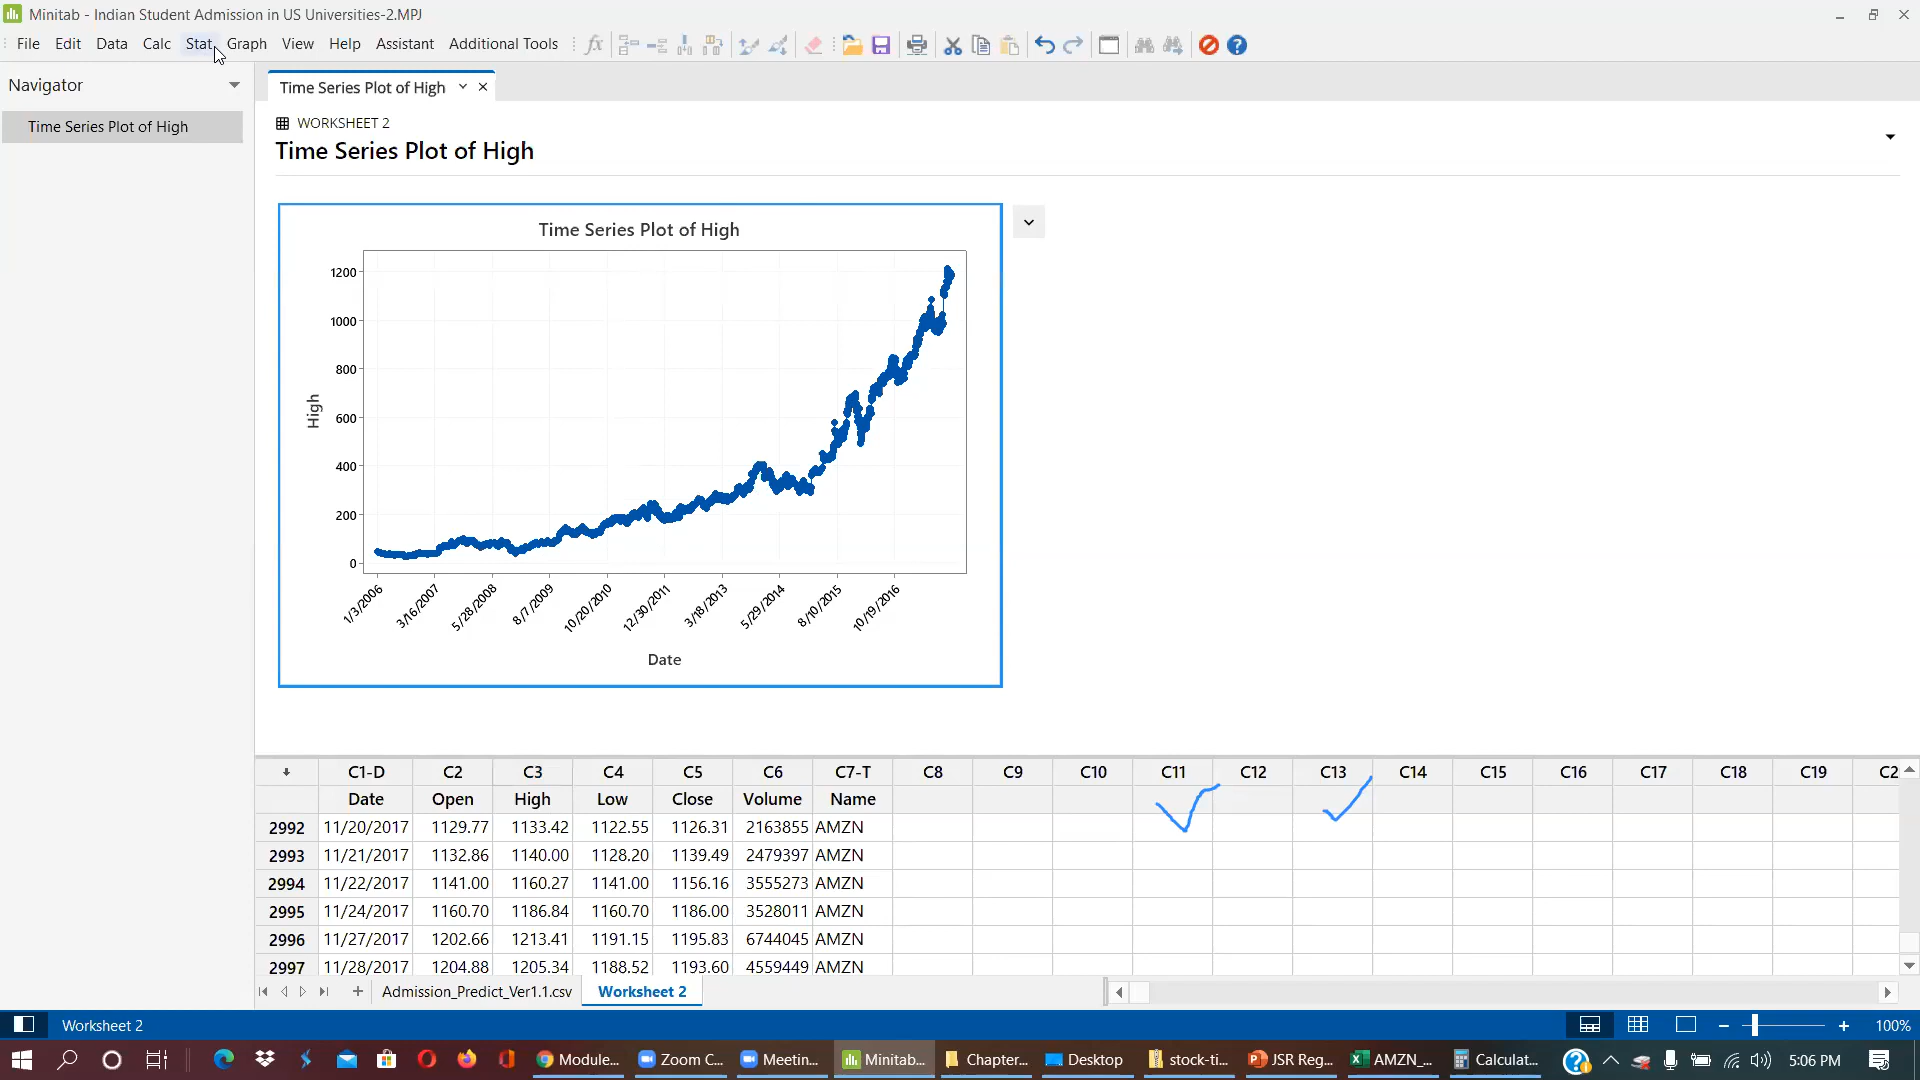 Minitab - Indian Student Admission in US Universities-2.MPJ
File Edit Data Calc Stat Graph View Help Assistant Additional Tools
Navigator
Time Series Plot of High
Time Series Plot of High
WORKSHEET 2
Time Series Plot of High
Time Series Plot of High
1200
1000
800
600
400
200
0
High
1/3/2006 3/16/2007 5/28/2008 8/7/2009 10/20/2010 12/30/2011 3/18/2013 5/29/2014 8/10/2015 10/19/2016
Date
C1-D C2 C3 C4 C5 C6 C7-T C8 C9 C10 C11 C12 C13 C14 C15 C16 C17 C18 C19 C2
Date Open High Low Close Volume Name
2992 11/20/2017 1129.77 1133.42 1122.55 1126.31 2163855 AMZN
2993 11/21/2017 1132.86 1140.00 1128.20 1139.49 2479397 AMZN
2994 11/22/2017 1141.00 1160.27 1141.00 1156.16 3555273 AMZN
2995 11/24/2017 1160.70 1186.84 1160.70 1186.00 3528011 AMZN
2996 11/27/2017 1202.66 1213.41 1191.15 1195.83 6744045 AMZN
2997 11/28/2017 1204.88 1205.34 1188.52 1193.60 4559449 AMZN
Admission_Predict_Ver1.1.csv Worksheet 2
Worksheet 2 100%
Module... Zoom C... Meetin... Minitab... Chapter... Desktop stock-ti... JSR Reg... AMZN_... Calculat... 5:06 PM